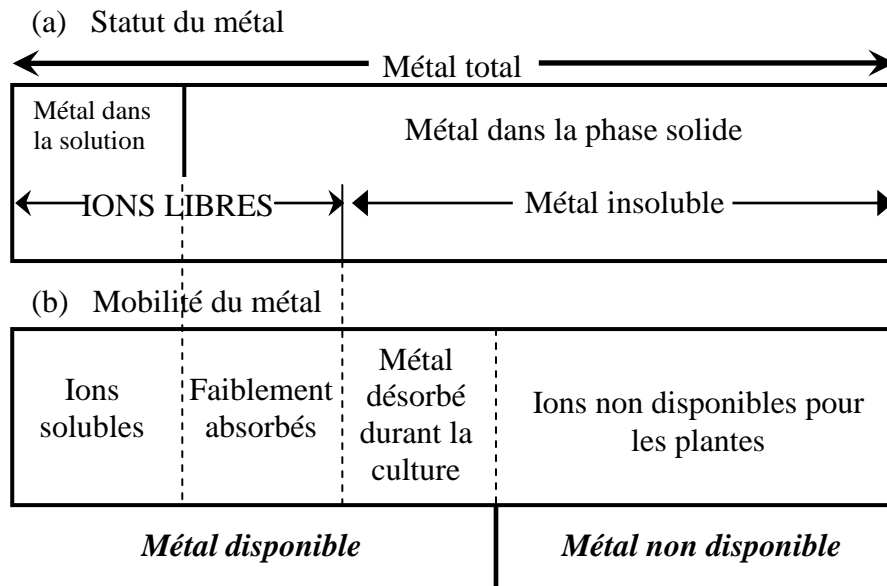 (a) Statut du métal
Métal total
Métal dans
la solution
Métal dans la phase solide
IONS LIBRES
Métal insoluble
(b) Mobilité du métal
Ions
solubles
Faiblement
absorbés
Métal
désorbé
durant la
culture
Ions non disponibles pour
les plantes
Métal disponible
Métal non disponible